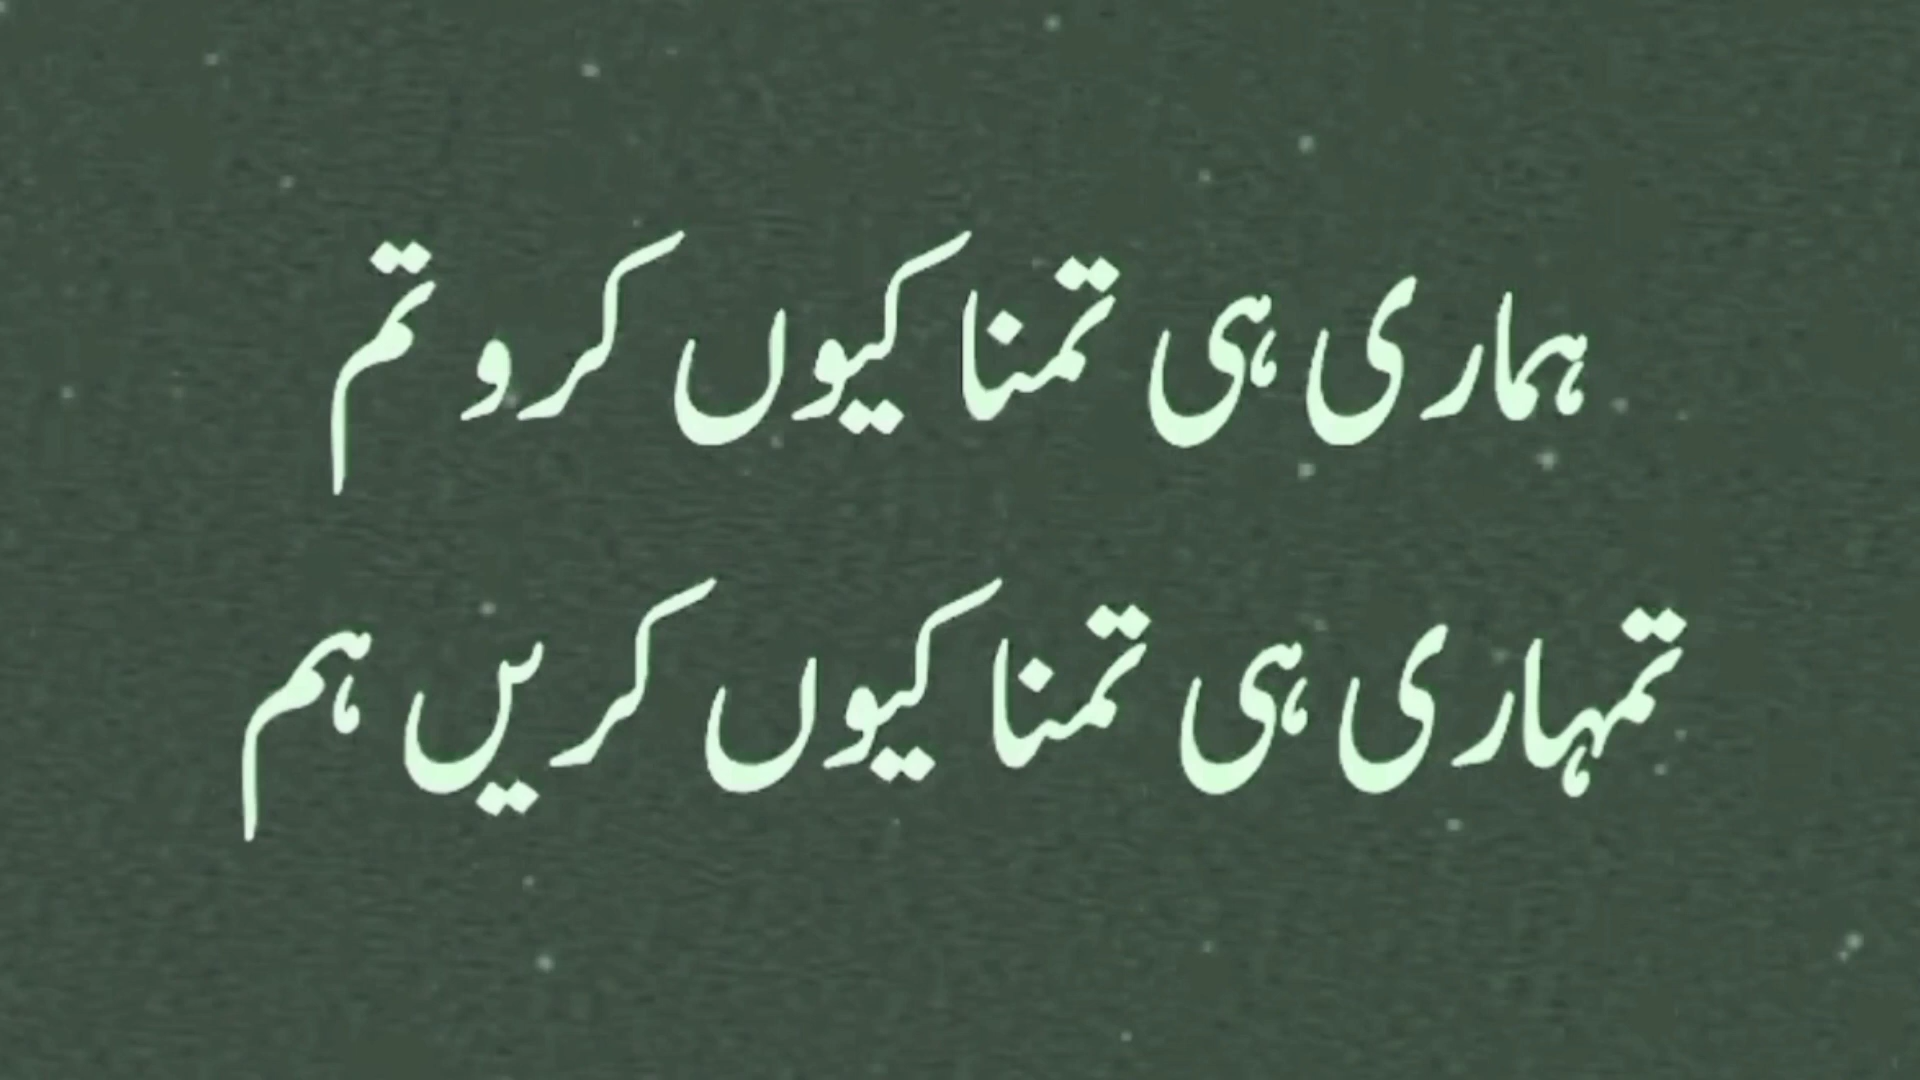 ہماری ہی تمنا کیوں کرو تم
تمہاری ہی تمنا کیوں کریں ہم